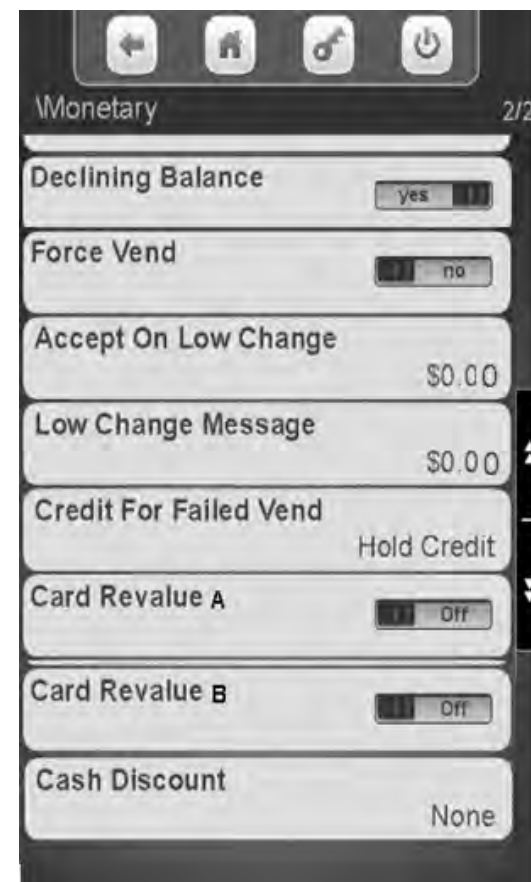 \Monetary 2/2
Declining Balance
yes
Force Vend
no
Accept On Low Change
$0.00
Low Change Message
$0.00
Credit For Failed Vend
Hold Credit
Card Revalue A
Off
Card Revalue B
Off
Cash Discount
None